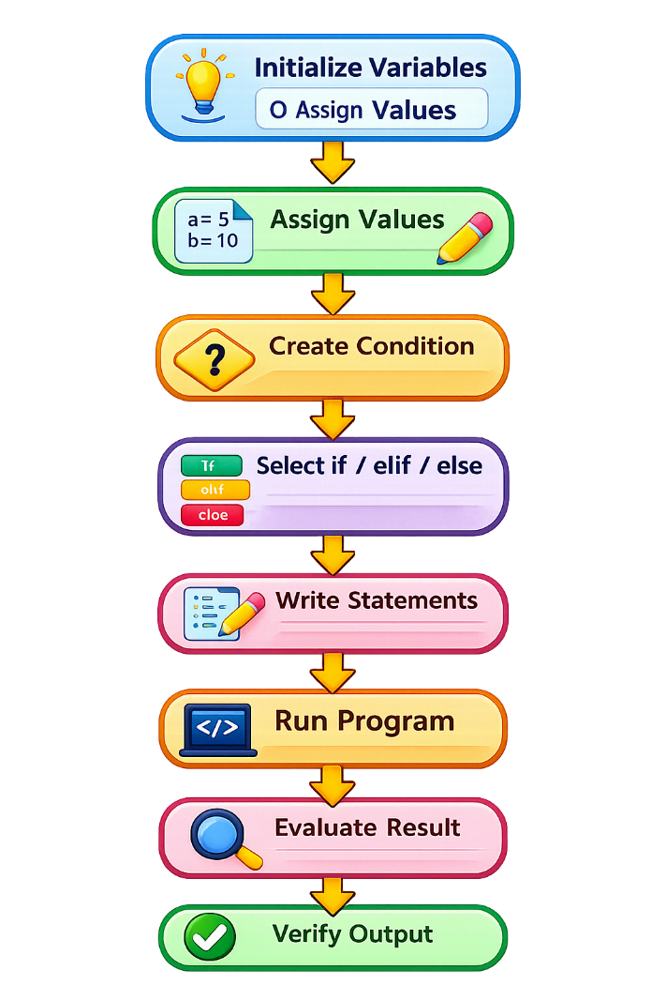 Initialize Variables
O Assign Values
a= 5
b= 10
Assign Values
?
Create Condition
Tf
Select if / elif / else
cloe
Write Statements
</>
Run Program
Evaluate Result
Verify Output